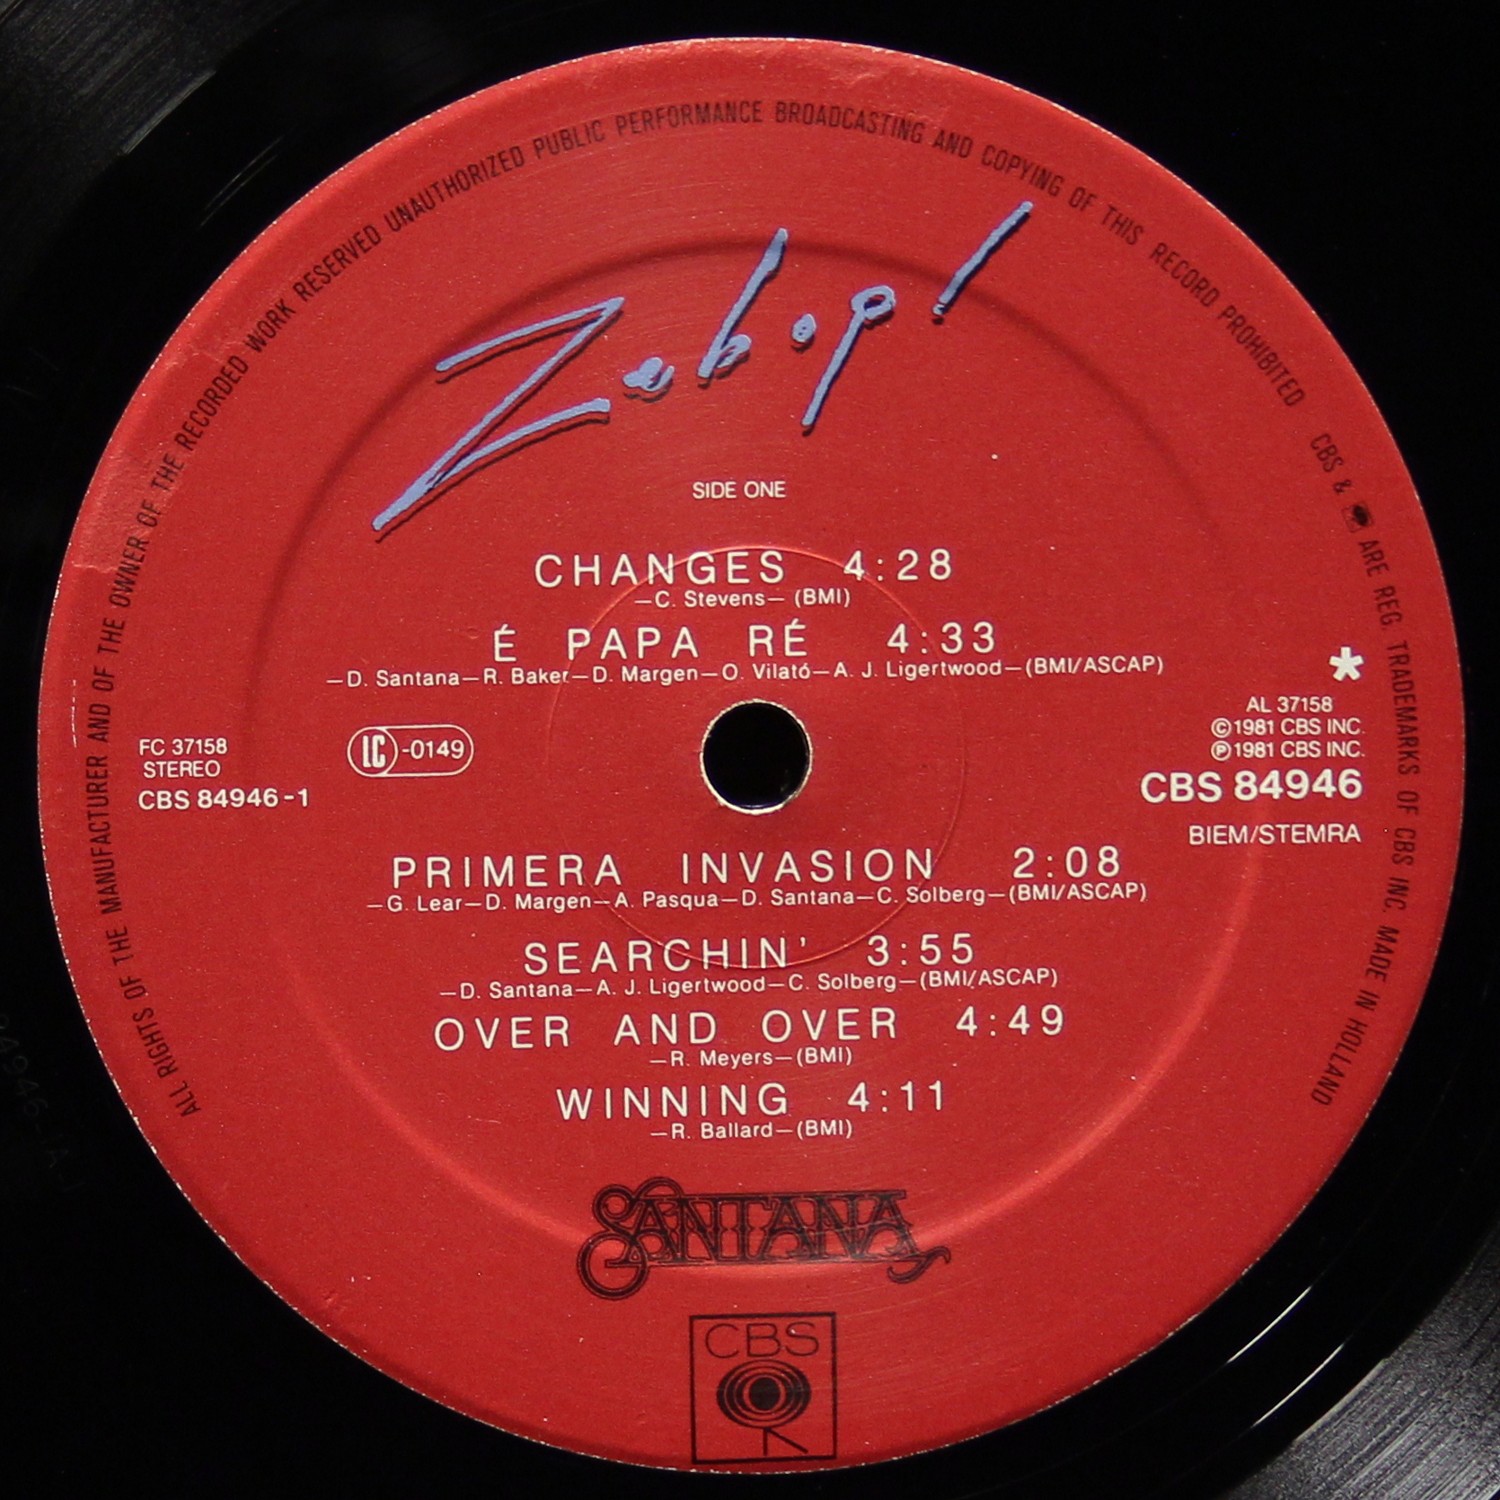 ALL RIGHTS OF THE MANUFACTURER AND OF THE OWNER OF THE RECORDED WORK RESERVED UNAUTHORIZED PUBLIC PERFORMANCE BROADCASTING AND COPYING OF THIS RECORD PROHIBITED CBS & ARE REG. TRADEMARKS OF CBS INC. MADE IN HOLLAND
Zebop!
SIDE ONE
CHANGES 4:28
—C. Stevens— (BMI)
É PAPA RÉ 4:33
—D. Santana—R. Baker—D. Margen—O. Vilató—A. J. Ligertwood—(BMI/ASCAP)
FC 37158
STEREO
CBS 84946-1
LC-0149
*
AL 37158
©1981 CBS INC.
℗1981 CBS INC.
CBS 84946
BIEM/STEMRA
PRIMERA INVASION 2:08
—G. Lear—D. Margen—A. Pasqua—D. Santana—C. Solberg—(BMI/ASCAP)
SEARCHIN' 3:55
—D. Santana—A. J. Ligertwood—C. Solberg—(BMI/ASCAP)
OVER AND OVER 4:49
—R. Meyers—(BMI)
WINNING 4:11
—R. Ballard—(BMI)
SANTANA
CBS